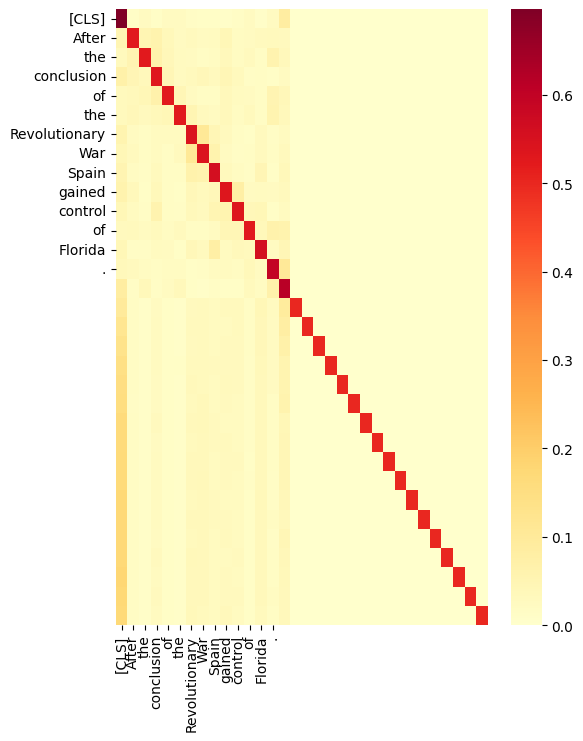 [CLS]
After
the
conclusion
of
the
Revolutionary
War
Spain
gained
control
of
Florida
.
0.6
0.5
0.4
0.3
0.2
0.1
0.0
[CLS]
After
the
conclusion
of
the
Revolutionary
War
Spain
gained
control
of
Florida
.